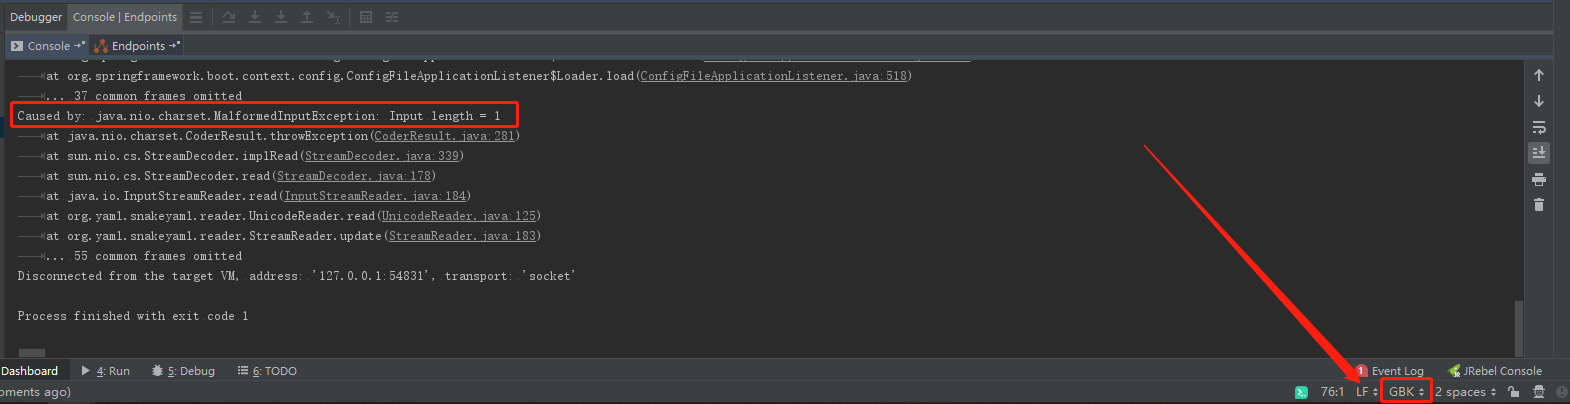 Debugger Console | Endpoints
Console Endpoints
at org.springframework.boot.context.config.ConfigFileApplicationListener$Loader.load(ConfigFileApplicationListener.java:518)
... 37 common frames omitted
Caused by: java.nio.charset.MalformedInputException: Input length = 1
at java.nio.charset.CoderResult.throwException(CoderResult.java:281)
at sun.nio.cs.StreamDecoder.implRead(StreamDecoder.java:339)
at sun.nio.cs.StreamDecoder.read(StreamDecoder.java:178)
at java.io.InputStreamReader.read(InputStreamReader.java:184)
at org.yaml.snakeyaml.reader.UnicodeReader.read(UnicodeReader.java:125)
at org.yaml.snakeyaml.reader.StreamReader.update(StreamReader.java:183)
... 55 common frames omitted
Disconnected from the target VM, address: '127.0.0.1:54831', transport: 'socket'
Process finished with exit code 1
Dashboard 4: Run 5: Debug 6: TODO 1 Event Log JRebel Console
oments ago) 76:1 LF GBK 2 spaces